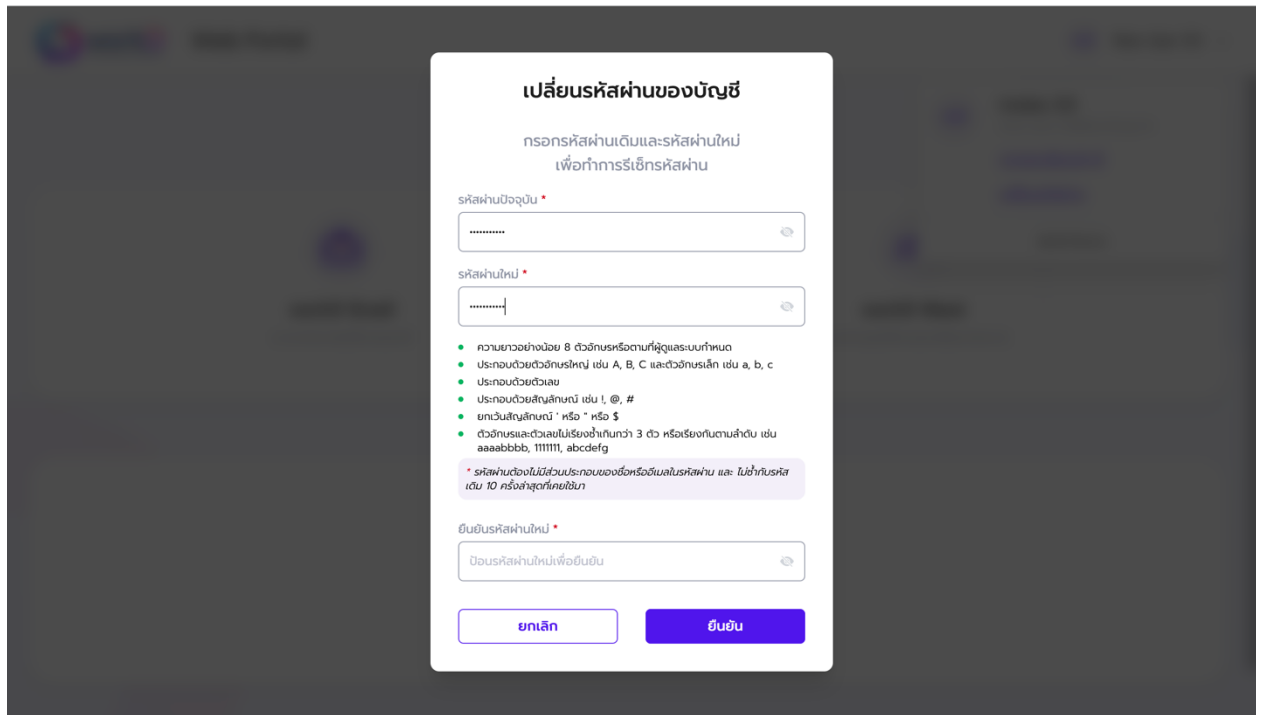 เปลี่ยนรหัสผ่านของบัญชี
กรอกรหัสผ่านเดิมและรหัสผ่านใหม่
เพื่อทำการรีเซ็ทรหัสผ่าน
รหัสผ่านปัจจุบัน *
รหัสผ่านใหม่ *
ความยาวอย่างน้อย 8 ตัวอักษรหรือตามที่ผู้ดูแลระบบกำหนด
ประกอบด้วยตัวอักษรใหญ่ เช่น A, B, C และตัวอักษรเล็ก เช่น a, b, c
ประกอบด้วยตัวเลข
ประกอบด้วยสัญลักษณ์ เช่น !, @, #
ยกเว้นสัญลักษณ์ ' หรือ " หรือ $
ตัวอักษรและตัวเลขไม่เรียงซ้ำเกินกว่า 3 ตัว หรือเรียงกันตามลำดับ เช่น
aaaabbbb, 1111111, abcdefg
* รหัสผ่านต้องไม่มีส่วนประกอบของชื่อหรืออีเมลในรหัสผ่าน และ ไม่ซ้ำกับรหัส
เดิม 10 ครั้งล่าสุดที่เคยใช้มา
ยืนยันรหัสผ่านใหม่ *
ป้อนรหัสผ่านใหม่เพื่อยืนยัน
ยกเลิก
ยืนยัน